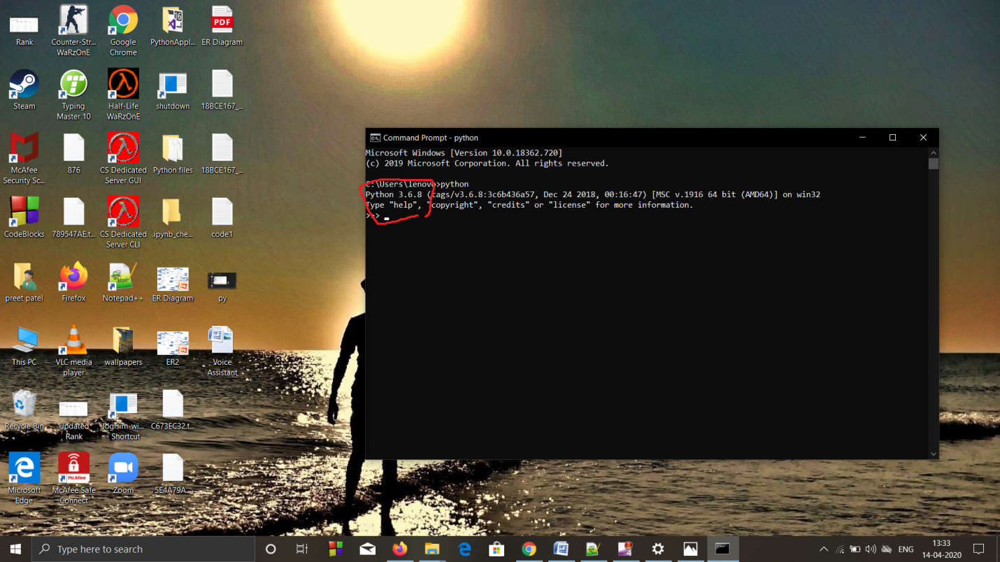 Rank
Counter-Str...
WaRzOnE
Google
Chrome
PythonAppl...
16
PDF
ER Diagram
Steam
Typing
Master 10
Half-Life
WaRzOnE
shutdown
18BCE167_...
McAfee
Security Sc...
876
CS Dedicated
Server GUI
Python files
18BCE167_...
CodeBlocks
789547AE.t...
CS Dedicated
Server CLI
.ipynb_che...
code1
preet patel
Firefox
Notepad++
ER Diagram
py
This PC
VLC media
player
wallpapers
ER2
Voice
Assistant
Recycle Bin
Updated
Rank
logisim-wi...
Shortcut
C673EC32.t...
Microsoft
Edge
McAfee
McAfee Safe
Connect
Zoom
5E4A79A...
Command Prompt - python
Microsoft Windows [Version 10.0.18362.720]
(c) 2019 Microsoft Corporation. All rights reserved.
C:\Users\lenovo>python
Python 3.6.8 (tags/v3.6.8:3c6b436a57, Dec 24 2018, 00:16:47) [MSC v.1916 64 bit (AMD64)] on win32
Type "help", "copyright", "credits" or "license" for more information.
>>>
Type here to search
ENG
13:33
14-04-2020